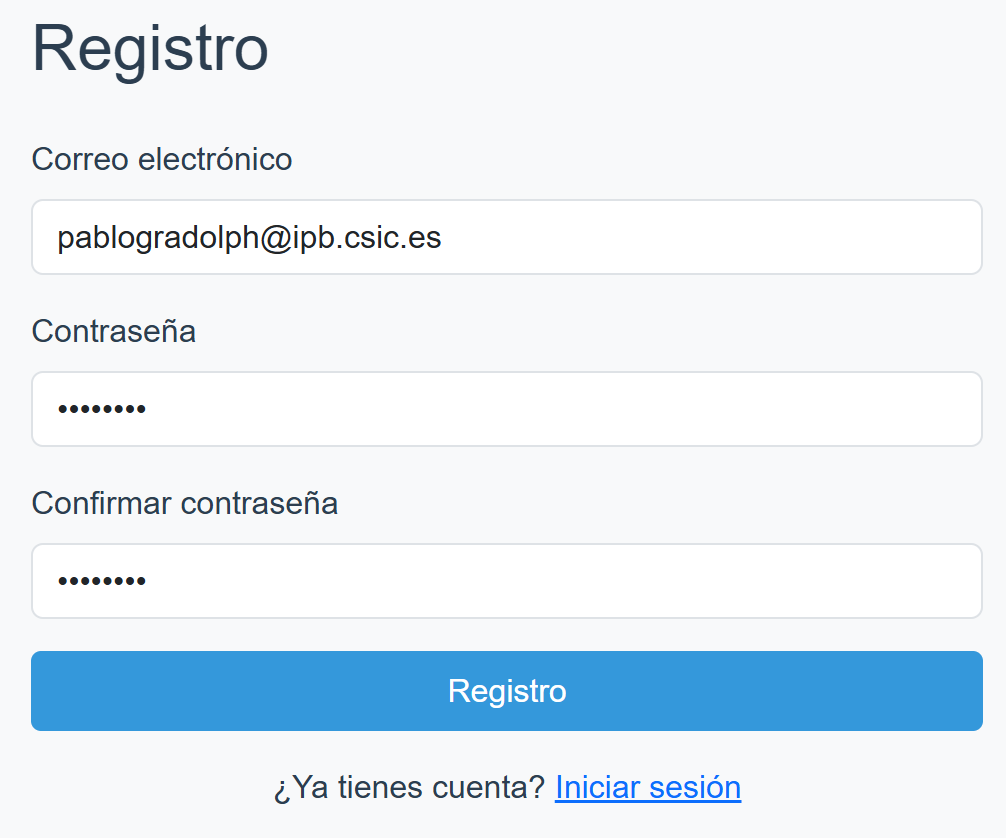 Registro
Correo electrónico
pablogradolph@ipb.csic.es
Contraseña
••••••••
Confirmar contraseña
••••••••
Registro
¿Ya tienes cuenta? Iniciar sesión